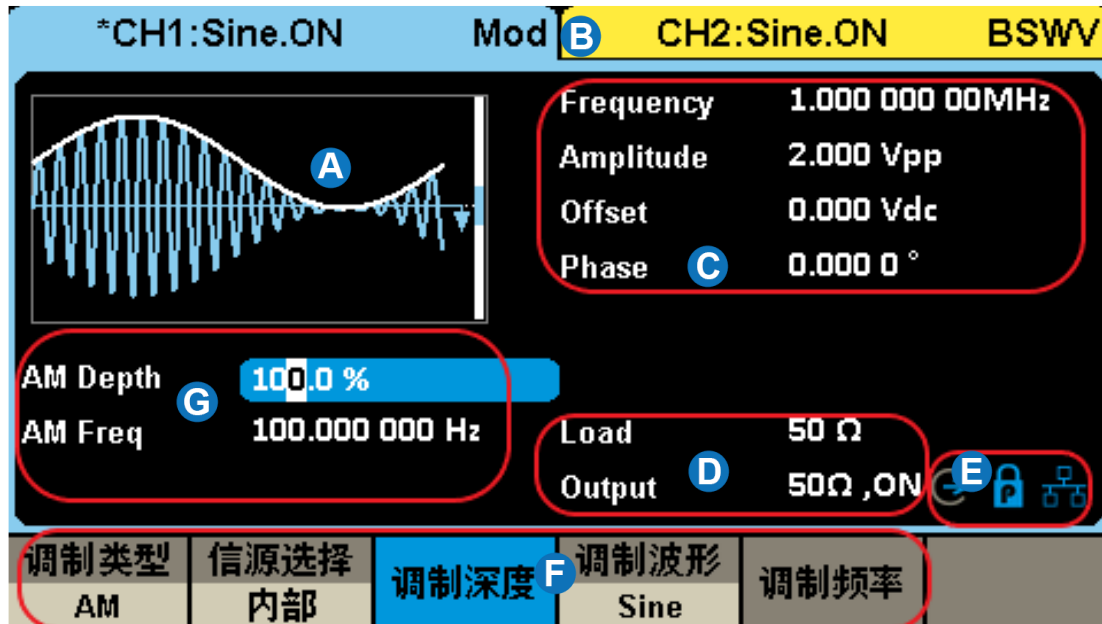 *CH1:Sine.ON Mod B CH2:Sine.ON BSWV
A
Frequency 1.000 000 00MHz
Amplitude 2.000 Vpp
Offset 0.000 Vdc
Phase C 0.000 0 °
AM Depth 100.0 %
G
AM Freq 100.000 000 Hz
Load 50 Ω
D E
Output 50Ω ,ON P
调制类型 信源选择 调制深度 F 调制波形 调制频率
AM 内部 Sine